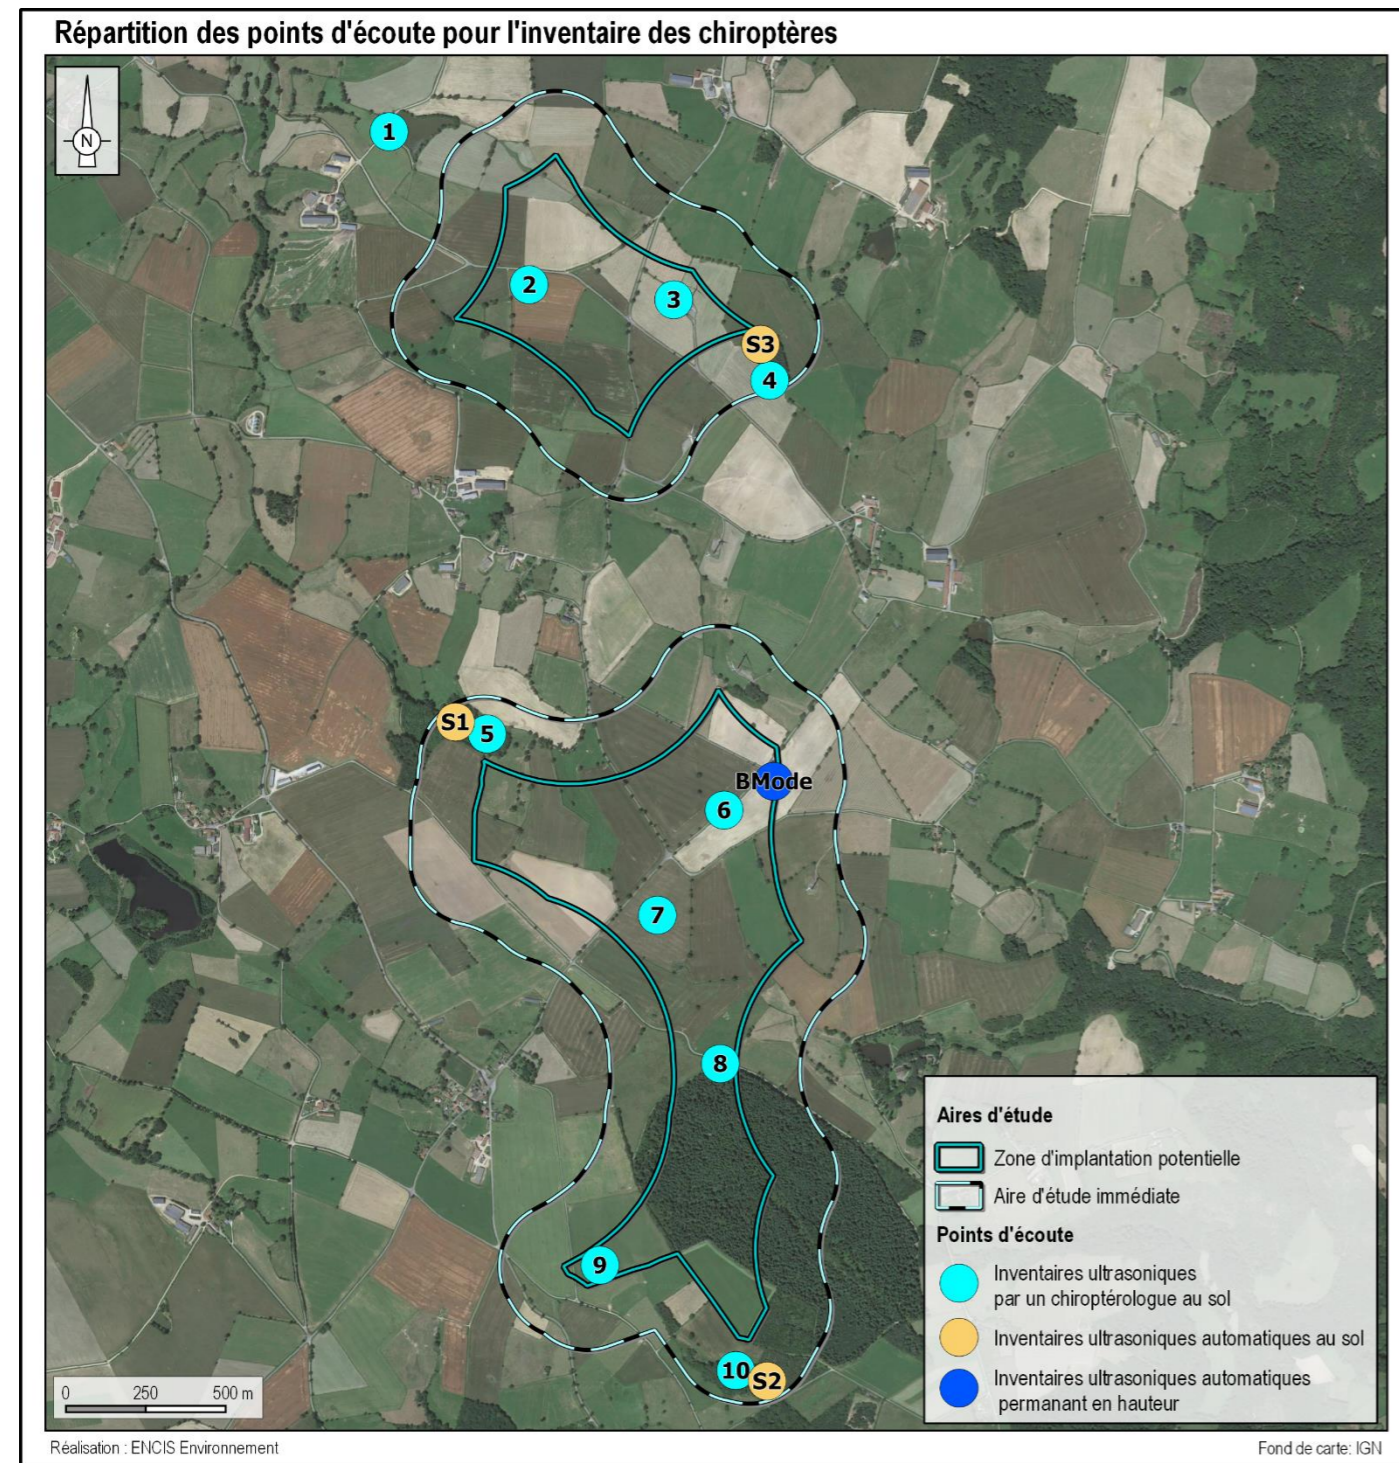 Répartition des points d'écoute pour l'inventaire des chiroptères
N
1
2
3
S3
4
S1
5
BMode
6
7
8
9
10
S2
Aires d'étude
Zone d'implantation potentielle
Aire d'étude immédiate
Points d'écoute
Inventaires ultrasoniques
par un chiroptérologue au sol
Inventaires ultrasoniques automatiques au sol
Inventaires ultrasoniques automatiques
permanant en hauteur
0 250 500 m
Réalisation : ENCIS Environnement
Fond de carte: IGN